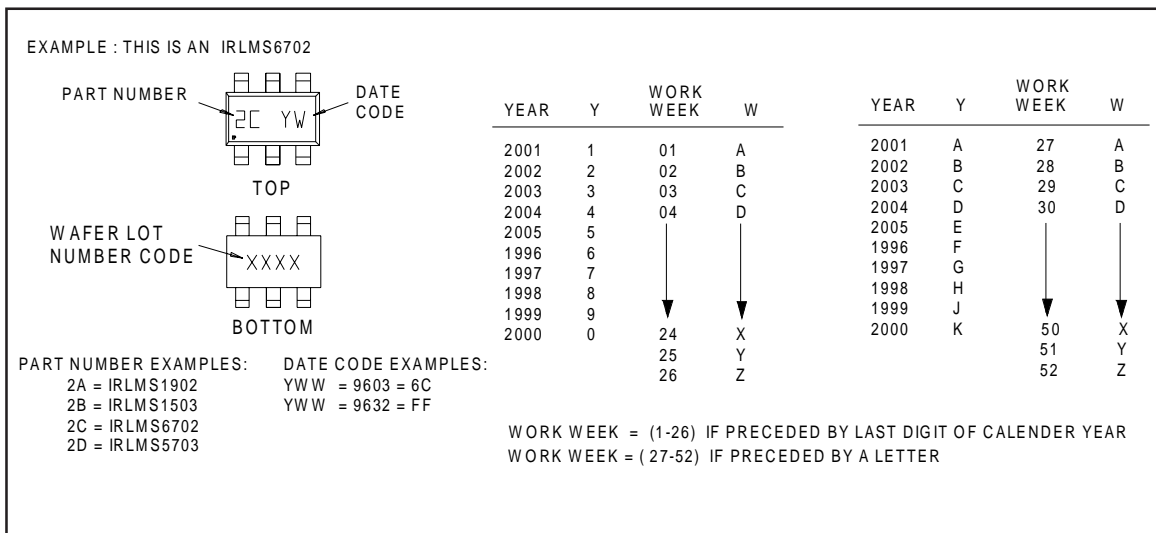 EXAMPLE : THIS IS AN IRLMS6702
PART NUMBER
DATE
CODE
2C YW
TOP
WAFER LOT
NUMBER CODE
XXXX
BOTTOM
PART NUMBER EXAMPLES:
2A = IRLMS1902
2B = IRLMS1503
2C = IRLMS6702
2D = IRLMS5703
DATE CODE EXAMPLES:
YWW = 9603 = 6C
YWW = 9632 = FF
WORK
YEAR Y WEEK W
2001 1 01 A
2002 2 02 B
2003 3 03 C
2004 4 04 D
2005 5
1996 6
1997 7
1998 8
1999 9
2000 0 24 X
25 Y
26 Z
WORK
YEAR Y WEEK W
2001 A 27 A
2002 B 28 B
2003 C 29 C
2004 D 30 D
2005 E
1996 F
1997 G
1998 H
1999 J
2000 K 50 X
51 Y
52 Z
WORK WEEK = (1-26) IF PRECEDED BY LAST DIGIT OF CALENDER YEAR
WORK WEEK = (27-52) IF PRECEDED BY A LETTER